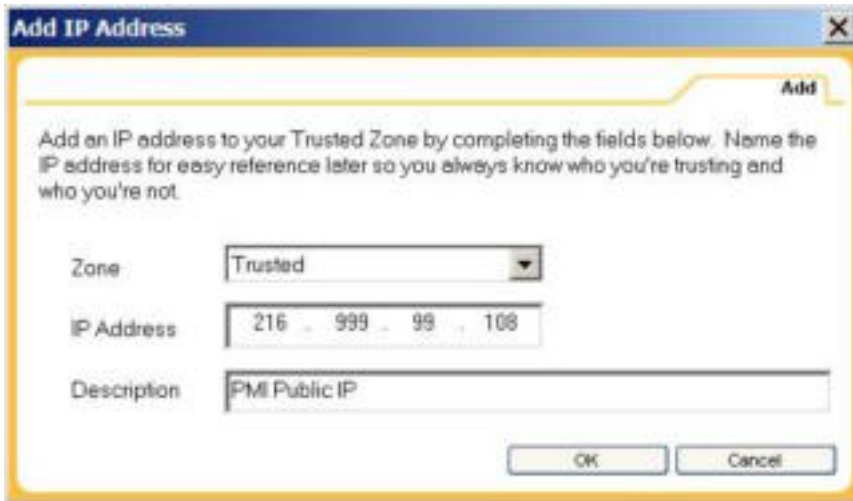 Add IP Address
Add
Add an IP address to your Trusted Zone by completing the fields below. Name the
IP address for easy reference later so you always know who you're trusting and
who you're not.
Zone Trusted
IP Address 216 . 999 . 99 . 108
Description PMI Public IP
OK Cancel